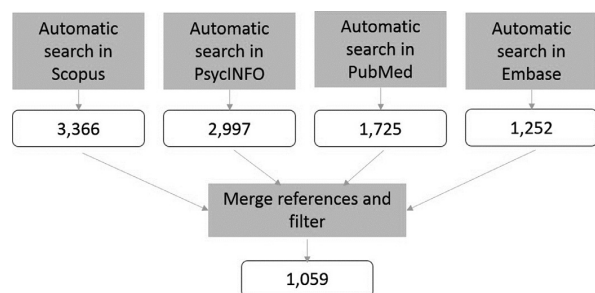 Automatic
search in
Scopus
Automatic
search in
PsycINFO
Automatic
search in
PubMed
Automatic
search in
Embase
3,366
2,997
1,725
1,252
Merge references and
filter
1,059